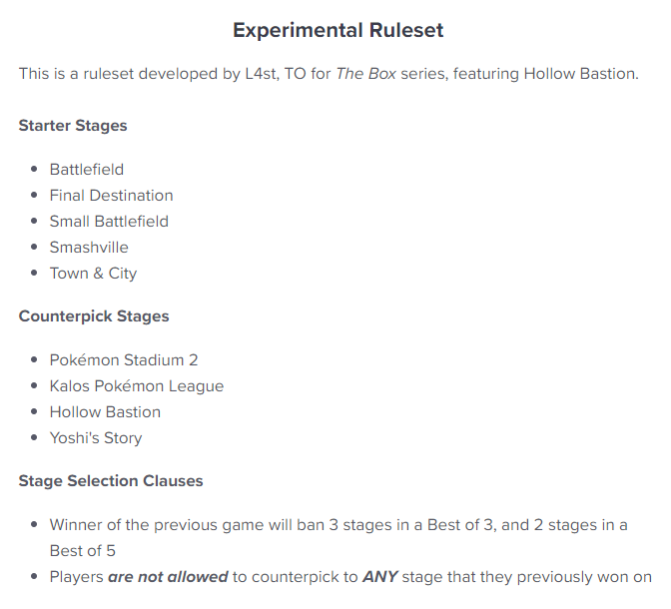 Experimental Ruleset
This is a ruleset developed by L4st, TO for The Box series, featuring Hollow Bastion.
Starter Stages
• Battlefield
• Final Destination
• Small Battlefield
• Smashville
• Town & City
Counterpick Stages
• Pokémon Stadium 2
• Kalos Pokémon League
• Hollow Bastion
• Yoshi's Story
Stage Selection Clauses
• Winner of the previous game will ban 3 stages in a Best of 3, and 2 stages in a
Best of 5
• Players are not allowed to counterpick to ANY stage that they previously won on